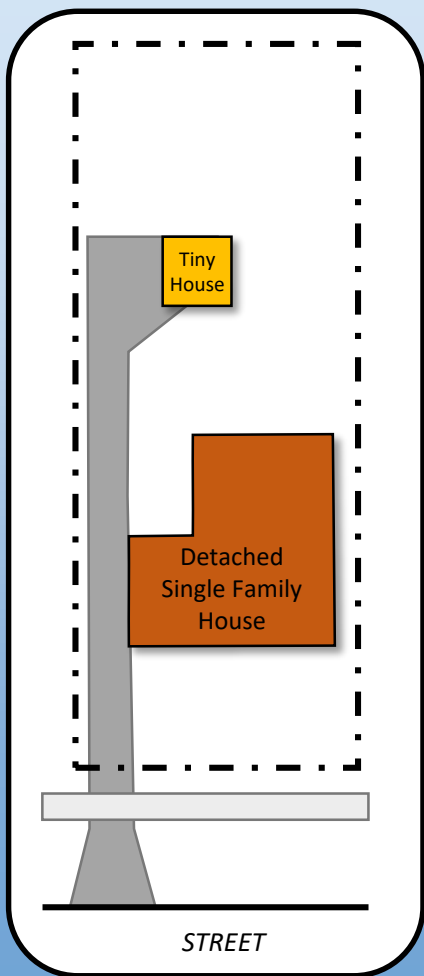 Tiny
House
Detached
Single Family
House
STREET